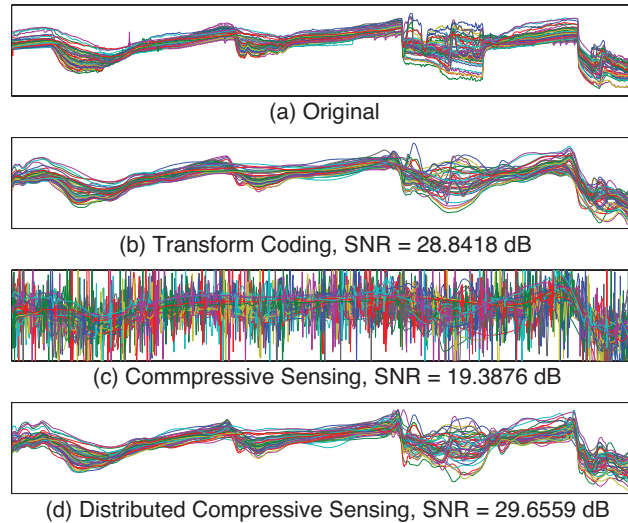 (a) Original
(b) Transform Coding, SNR = 28.8418 dB
(c) Commpressive Sensing, SNR = 19.3876 dB
(d) Distributed Compressive Sensing, SNR = 29.6559 dB